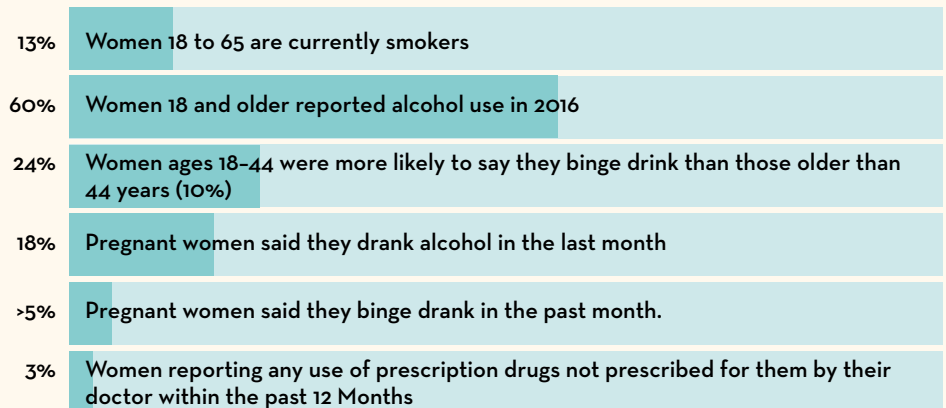 13% Women 18 to 65 are currently smokers
60% Women 18 and older reported alcohol use in 2016
24% Women ages 18–44 were more likely to say they binge drink than those older than
44 years (10%)
18% Pregnant women said they drank alcohol in the last month
>5% Pregnant women said they binge drank in the past month.
3% Women reporting any use of prescription drugs not prescribed for them by their
doctor within the past 12 Months